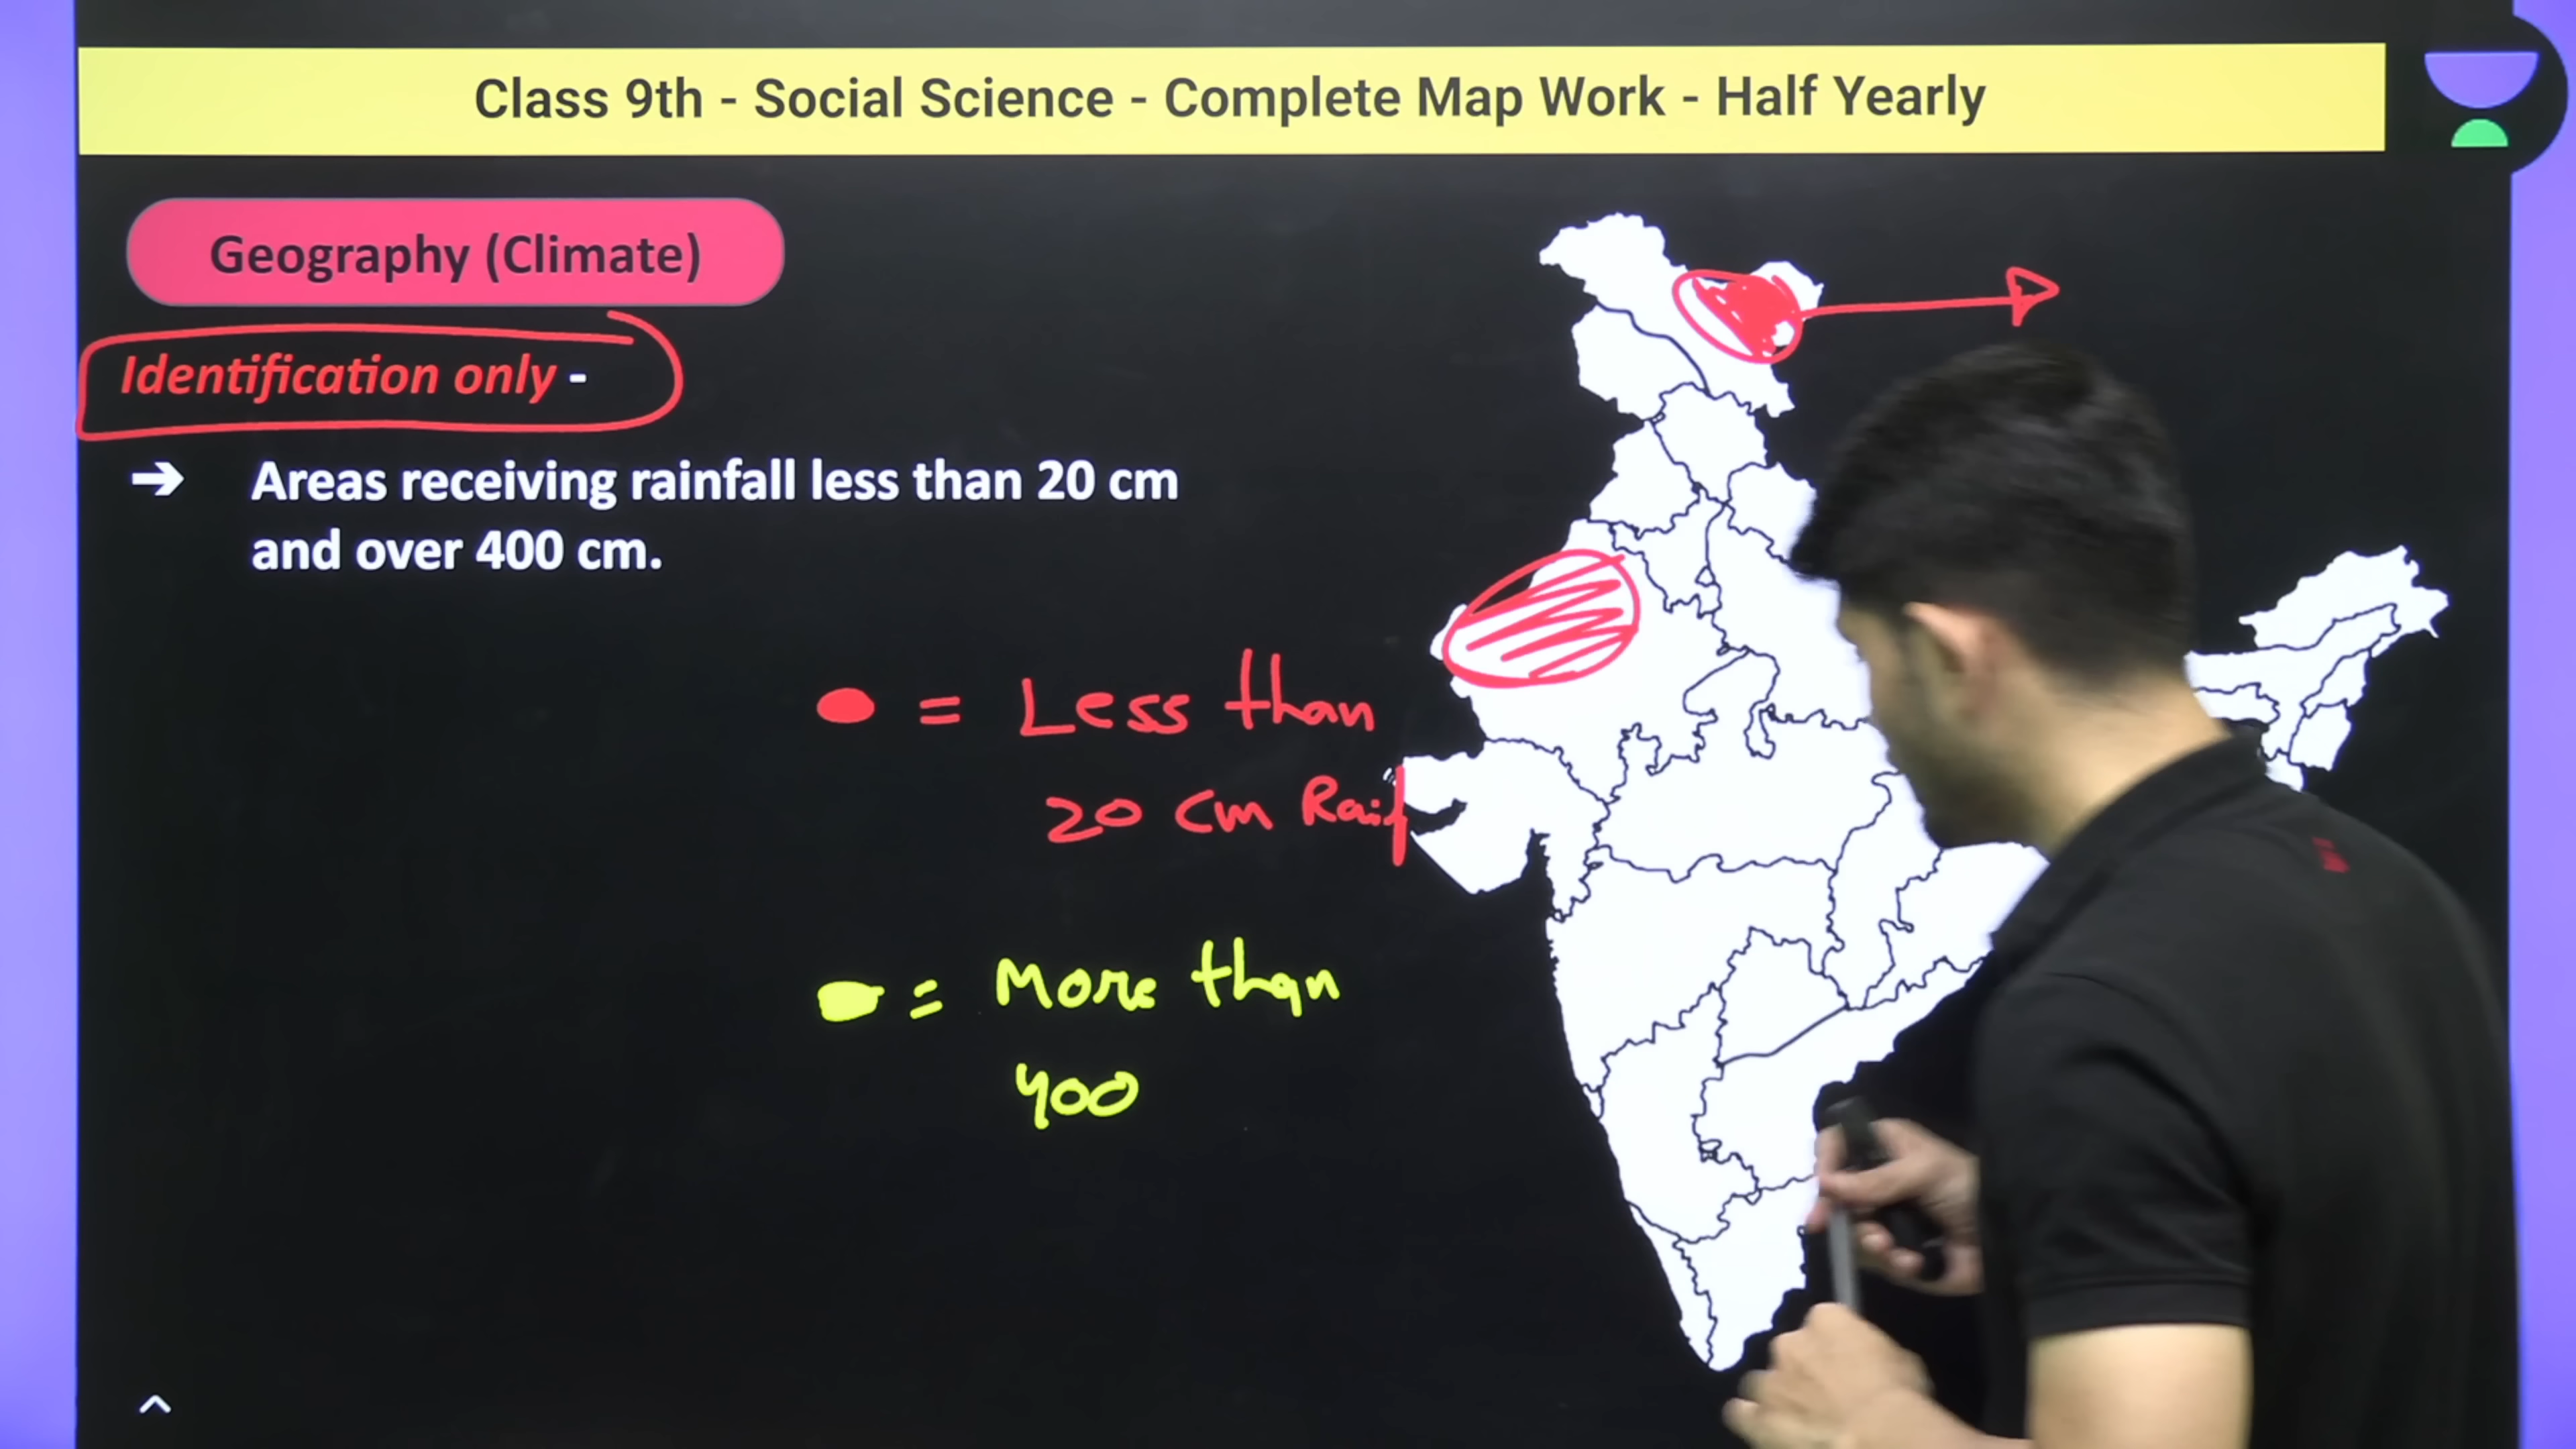 Class 9th - Social Science - Complete Map Work - Half Yearly
Geography (Climate)
Identification only -
➔ Areas receiving rainfall less than 20 cm
and over 400 cm.
= Less than
20 cm Rainf
= More than
400